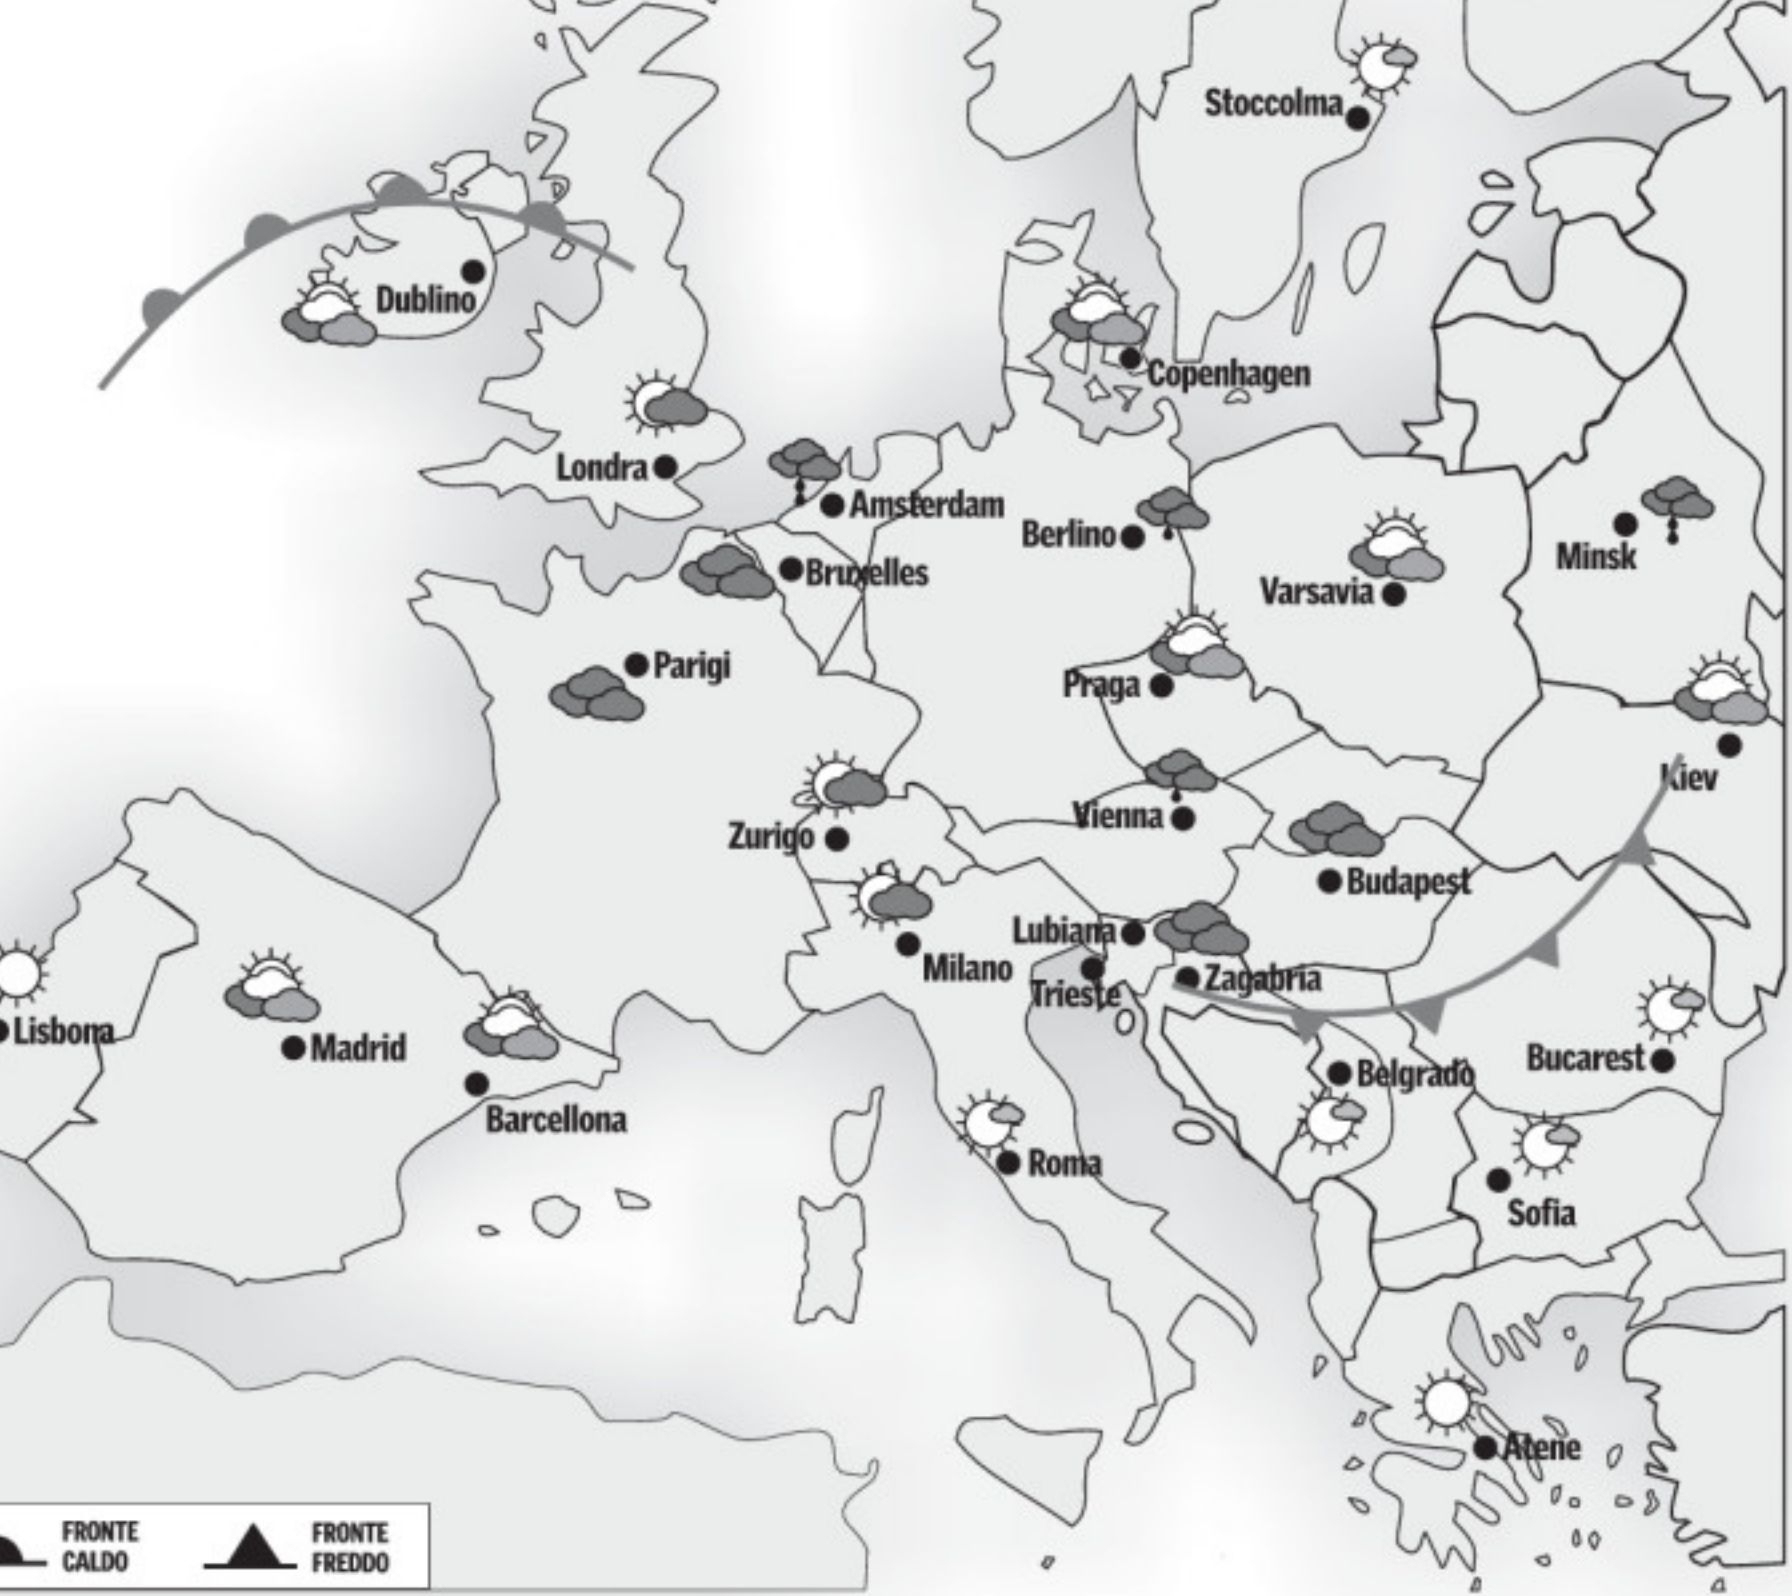 Stoccolma
Dublino
Copenhagen
Londra
Amsterdam
Berlino
Minsk
Bruxelles
Varsavia
Parigi
Praga
Kiev
Vienna
Zurigo
Budapest
Lubiana
Milano
Zagabria
Trieste
Lisbona
Madrid
Bucarest
Belgrado
Barcellona
Roma
Sofia
Atene
FRONTE
CALDO
FRONTE
FREDDO